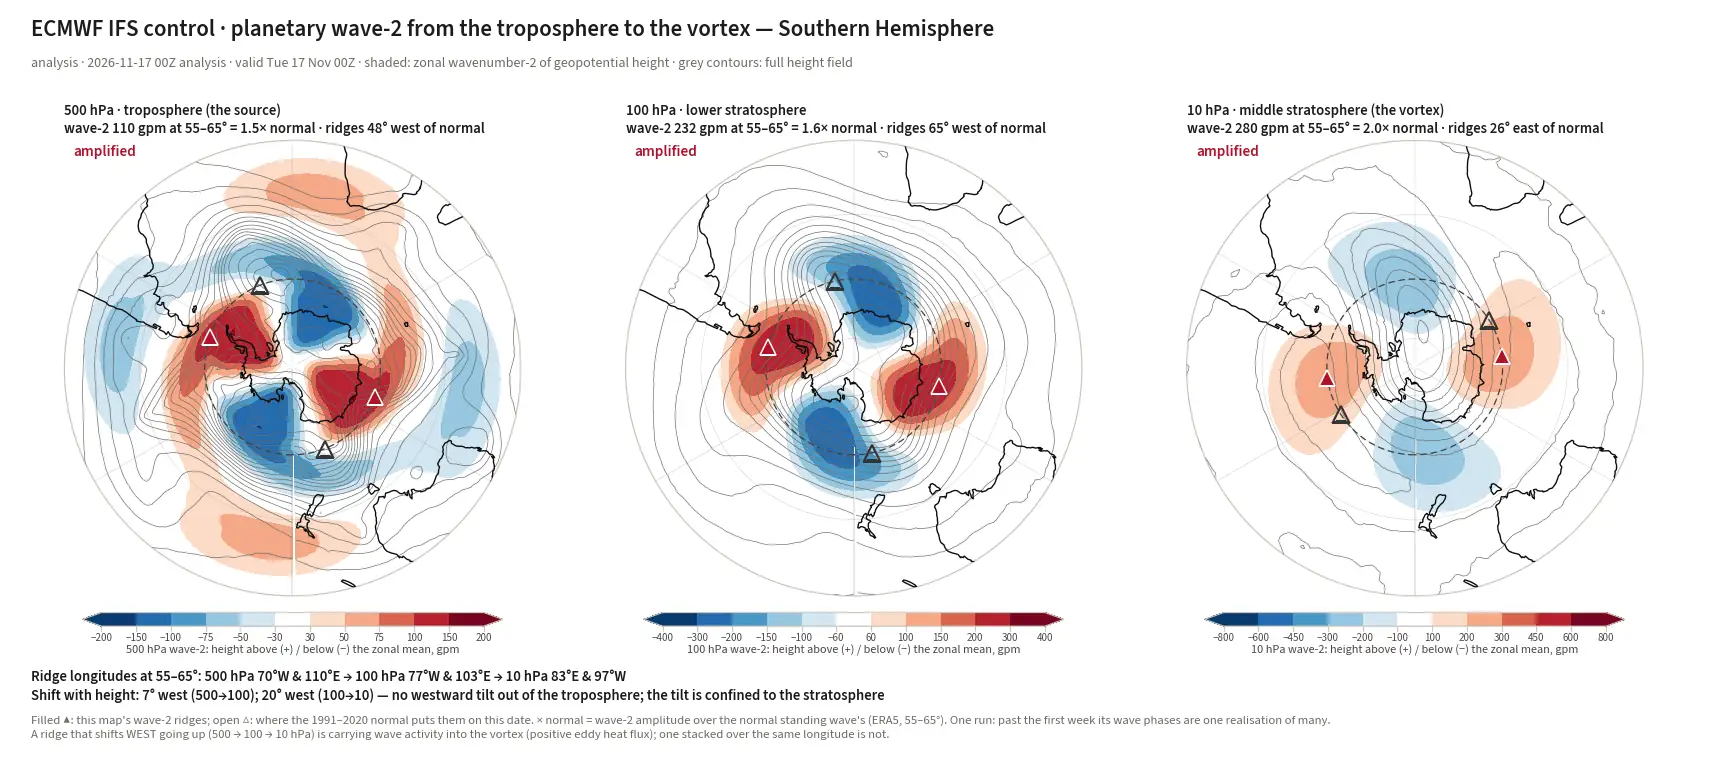 ECMWF IFS control · planetary wave-2 from the troposphere to the vortex — Southern Hemisphere
analysis · 2026-11-17 00Z analysis · valid Tue 17 Nov 00Z · shaded: zonal wavenumber-2 of geopotential height · grey contours: full height field
500 hPa · troposphere (the source)
wave-2 110 gpm at 55–65° = 1.5× normal · ridges 48° west of normal
amplified
100 hPa · lower stratosphere
wave-2 232 gpm at 55–65° = 1.6× normal · ridges 65° west of normal
amplified
10 hPa · middle stratosphere (the vortex)
wave-2 280 gpm at 55–65° = 2.0× normal · ridges 26° east of normal
amplified
−200 −150 −100 −75 −50 −30 30 50 75 100 150 200
500 hPa wave-2: height above (+) / below (−) the zonal mean, gpm
−400 −300 −200 −150 −100 −60 60 100 150 200 300 400
100 hPa wave-2: height above (+) / below (−) the zonal mean, gpm
−800 −600 −450 −300 −200 −100 100 200 300 450 600 800
10 hPa wave-2: height above (+) / below (−) the zonal mean, gpm
Ridge longitudes at 55–65°: 500 hPa 70°W & 110°E → 100 hPa 77°W & 103°E → 10 hPa 83°E & 97°W
Shift with height: 7° west (500→100); 20° west (100→10) — no westward tilt out of the troposphere; the tilt is confined to the stratosphere
Filled ▲: this map's wave-2 ridges; open △: where the 1991–2020 normal puts them on this date. × normal = wave-2 amplitude over the normal standing wave's (ERA5, 55–65°). One run: past the first week its wave phases are one realisation of many.
A ridge that shifts WEST going up (500 → 100 → 10 hPa) is carrying wave activity into the vortex (positive eddy heat flux); one stacked over the same longitude is not.